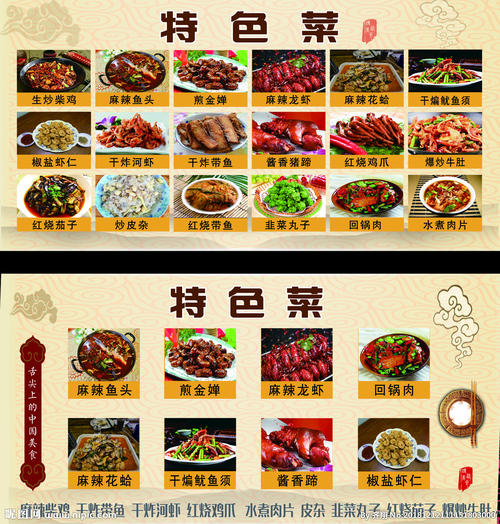 特色菜
生炒柴鸡 麻辣鱼头 煎金婵 麻辣龙虾 麻辣花蛤 干煸鱿鱼须
椒盐虾仁 干炸河虾 干炸带鱼 酱香猪蹄 红烧鸡爪 爆炒牛肚
红烧茄子 炒皮杂 红烧带鱼 韭菜丸子 回锅肉 水煮肉片
特色菜
舌尖上的中国美食
麻辣鱼头 煎金婵 麻辣龙虾 回锅肉
麻辣花蛤 干煸鱿鱼须 酱香蹄 椒盐虾仁
麻辣柴鸡 干炸带鱼 干炸河虾 红烧鸡爪 水煮肉片 皮杂 韭菜丸子 红烧茄子 爆炒牛肚